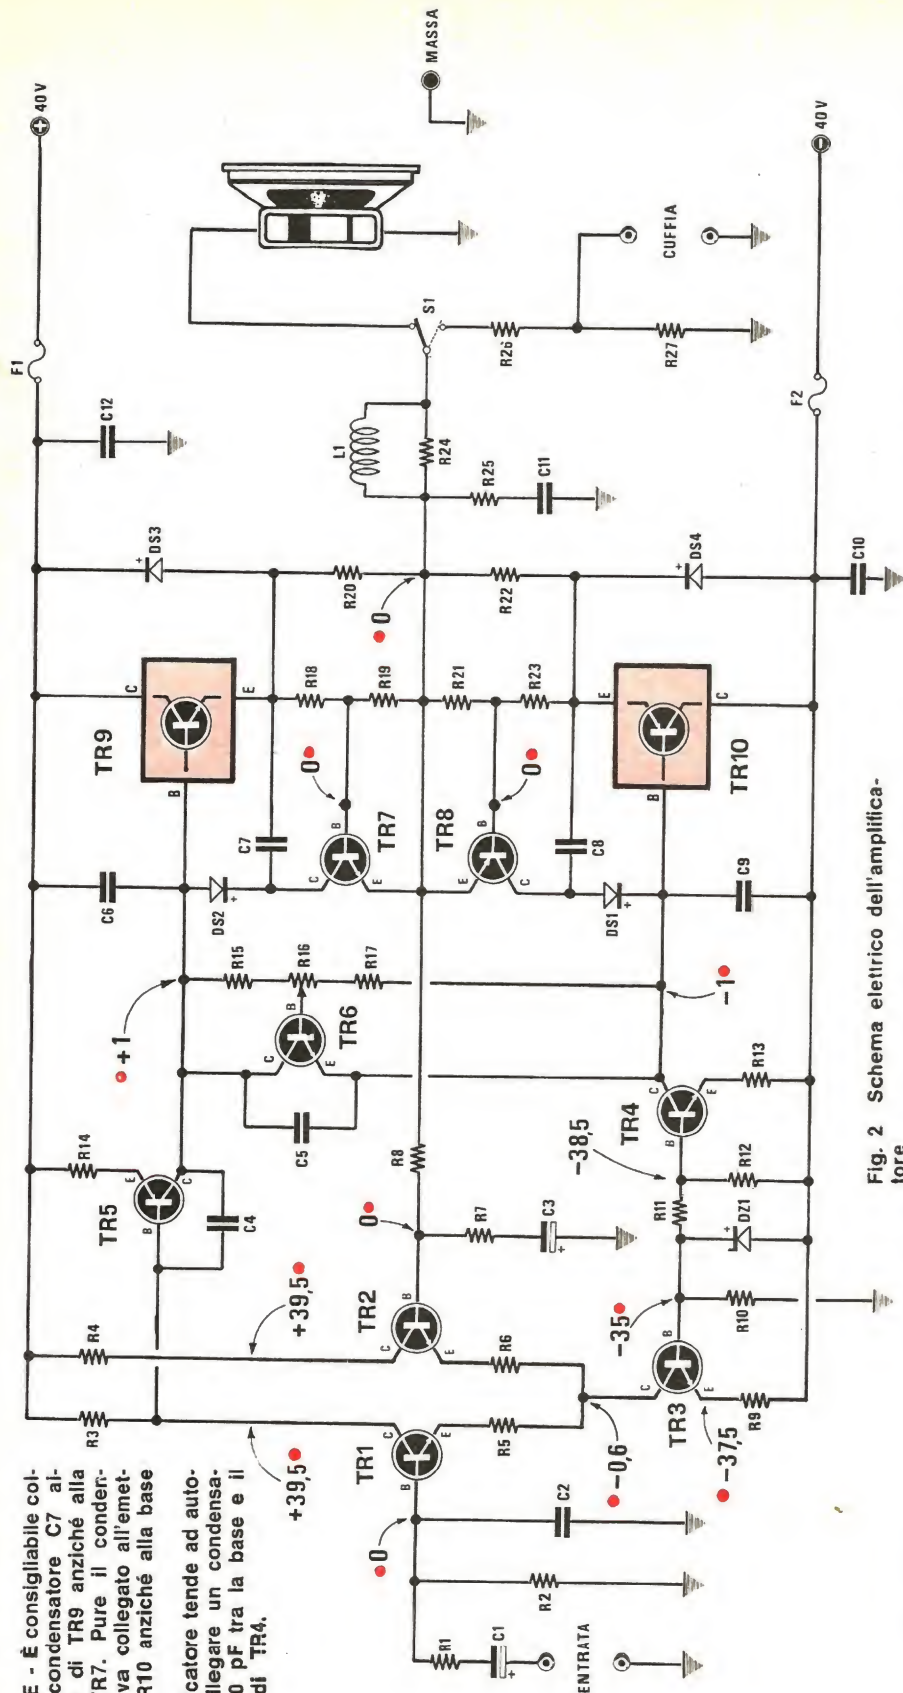 E - È consigliabile col-
condensatore C7 al-
di TR9 anziché alla
TR7. Pure il conden-
va collegato all'emet-
R10 anziché alla base
catore tende ad auto-
llegare un condensa-
0 pF tra la base e il
di TR4.
F1
+ 40 V
MASSA
C12
DS3
L1
R24
R25
C11
S1
R26
R27
CUFFIA
F2
- 40 V
C10
DS4
R20
R22
0
TR9
C
E
B
R18
R19
R21
R23
TR10
E
C
B
C6
C7
DS2
0
B
TR7
C
E
TR8
B
E
C
0
C8
DS1
C9
+1
R15
R16
R17
TR6
B
C
E
C5
-1
R14
TR5
E
C
B
C4
R8
TR4
C
B
E
R13
-38,5
R12
R11
DZ1
R3
R4
+39,5
+39,5
TR2
C
B
E
0
R7
C3
+
R6
R5
TR1
C
B
E
-0,6
-35
R10
TR3
C
B
E
R9
-37,5
0
C2
R2
R1
C1
+
ENTRATA
Fig. 2 Schema elettrico dell'amplifica-
tore